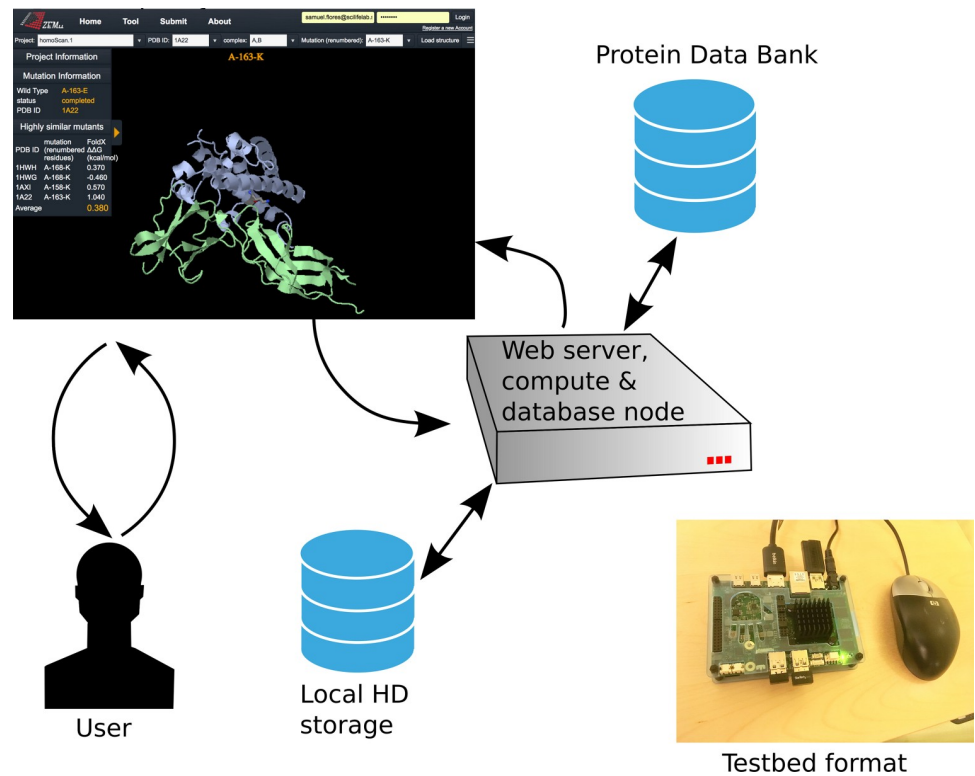 ZEMu
Home Tool Submit About
samuel.flores@scilifelab.
********
Login
Register a new Account
Project: homoScan.1 PDB ID: 1A22 complex: A,B Mutation (renumbered): A-163-K Load structure
Project Information
Mutation Information
Wild Type A-163-E
status completed
PDB ID 1A22
Highly similar mutants
PDB ID mutation (renumbered residues) FoldX ΔΔG (kcal/mol)
1HWH A-168-K 0.370
1HWG A-168-K -0.460
1AXI A-158-K 0.570
1A22 A-163-K 1.040
Average 0.380
A-163-K
Protein Data Bank
Web server,
compute &
database node
User
Local HD
storage
Testbed format